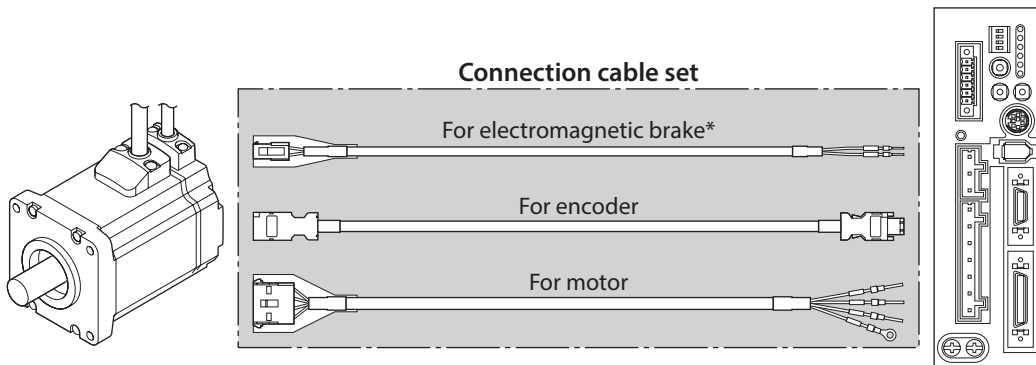 Connection cable set
For electromagnetic brake*
For encoder
For motor